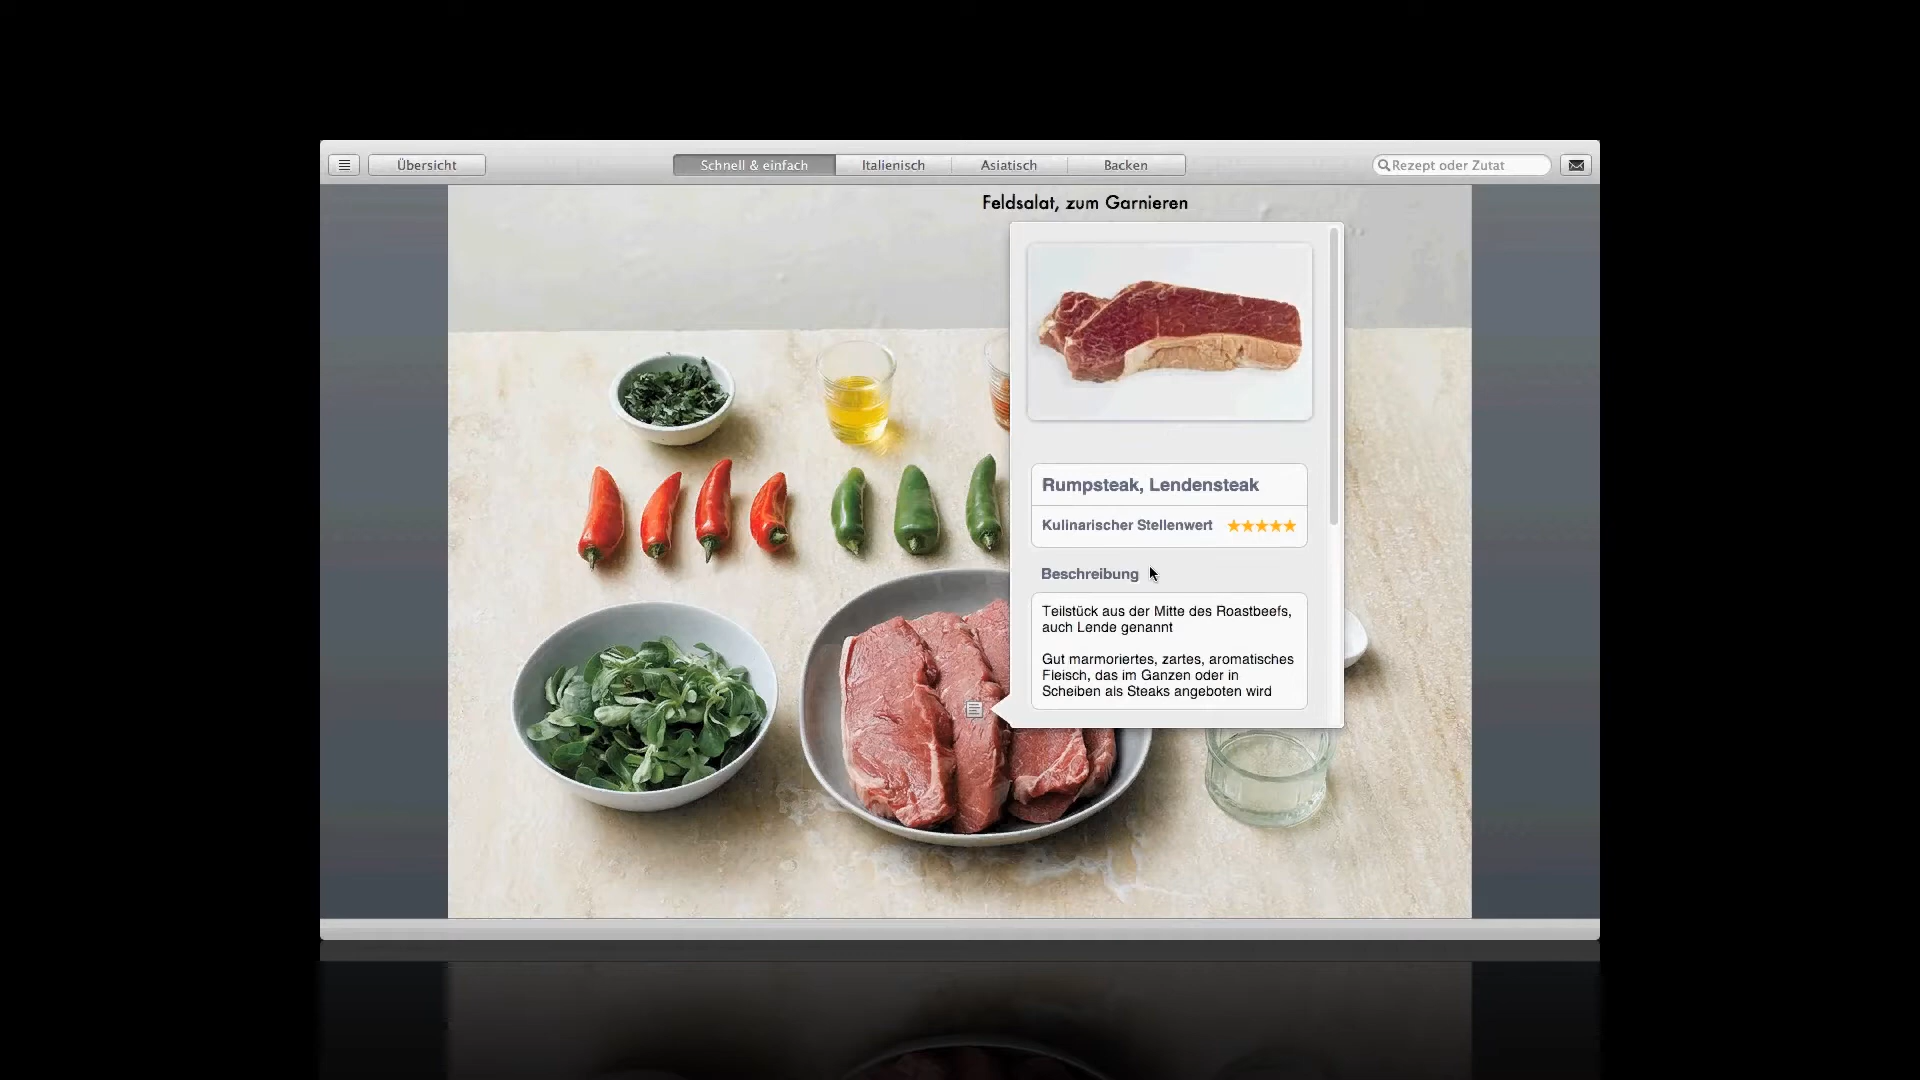 Übersicht
Schnell & einfach
Italienisch
Asiatisch
Backen
Rezept oder Zutat
Feldsalat, zum Garnieren
Rumpsteak, Lendensteak
Kulinarischer Stellenwert ★★★★★
Beschreibung
Teilstück aus der Mitte des Roastbeefs,
auch Lende genannt
Gut marmoriertes, zartes, aromatisches
Fleisch, das im Ganzen oder in
Scheiben als Steaks angeboten wird